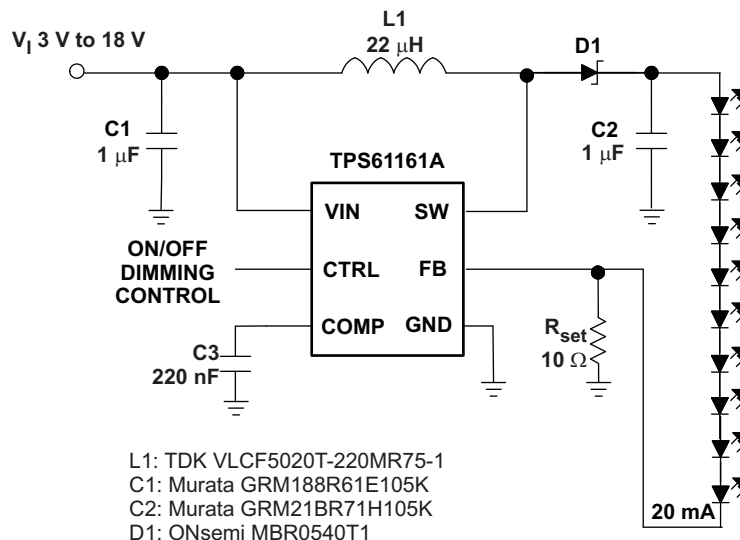 L1
22 μH
V_I 3 V to 18 V
D1
C1
1 μF
C2
1 μF
TPS61161A
VIN SW
ON/OFF
DIMMING
CONTROL
CTRL FB
COMP GND
C3
220 nF
R_set
10 Ω
L1: TDK VLCF5020T-220MR75-1
C1: Murata GRM188R61E105K
C2: Murata GRM21BR71H105K
D1: ONsemi MBR0540T1
20 mA